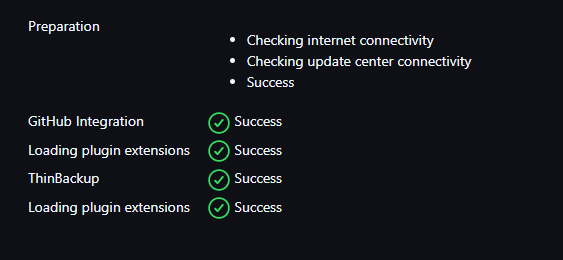 Preparation
Checking internet connectivity
Checking update center connectivity
Success
GitHub Integration Success
Loading plugin extensions Success
ThinBackup Success
Loading plugin extensions Success